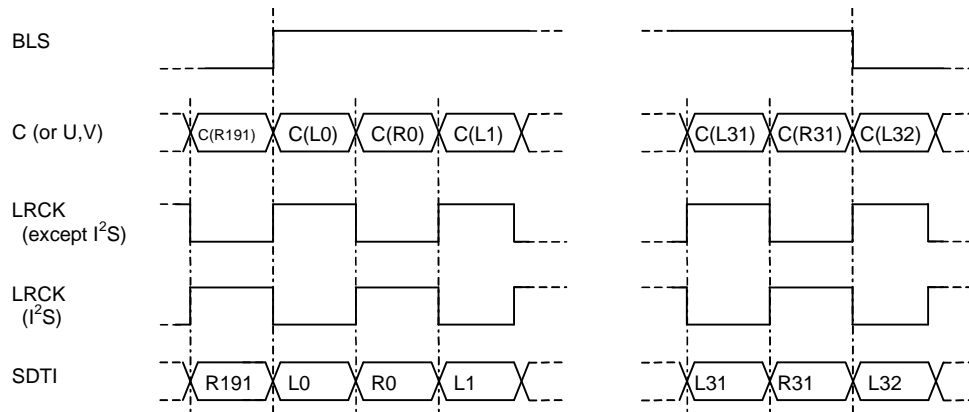 BLS
C (or U,V)
C(R191) C(L0) C(R0) C(L1) C(L31) C(R31) C(L32)
LRCK
(except I²S)
LRCK
(I²S)
SDTI
R191 L0 R0 L1 L31 R31 L32